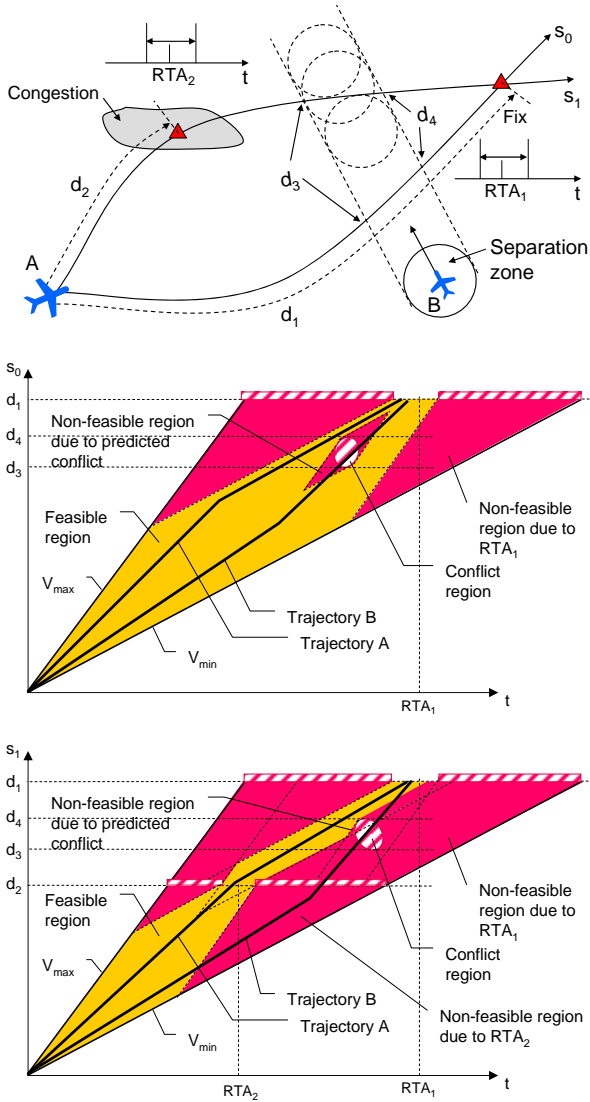 s0
RTA2
t
Congestion
s1
d4
Fix
d3
d2
RTA1
t
A
Separation
zone
B
d1
s0
d1
Non-feasible region
due to predicted
conflict
d4
d3
Feasible
region
Non-feasible
region due to
RTA1
Conflict
region
Vmax
Trajectory B
Trajectory A
Vmin
RTA1
t
s1
d1
Non-feasible region
due to predicted
conflict
d4
d3
d2
Feasible
region
Non-feasible
region due to
RTA1
Conflict
region
Vmax
Trajectory B
Trajectory A
Non-feasible region
due to RTA2
Vmin
RTA2
RTA1
t